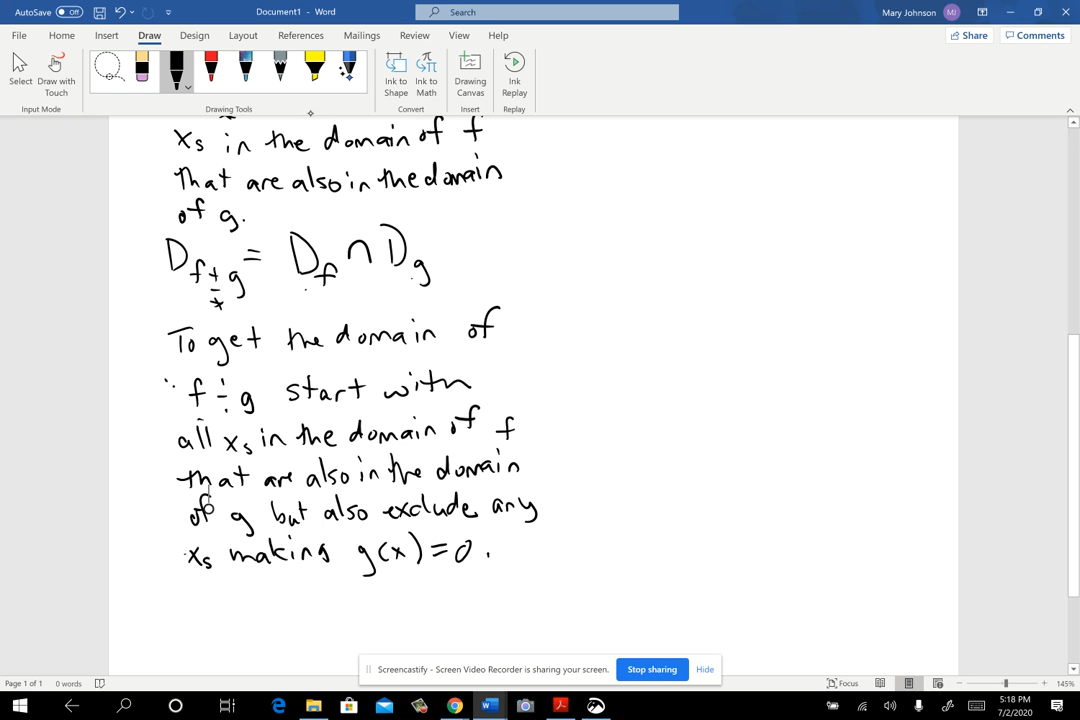 AutoSave Off Document1 - Word Search Mary Johnson MJ
File Home Insert Draw Design Layout References Mailings Review View Help Share Comments
Select Draw with Touch Ink to Shape Ink to Math Drawing Canvas Ink Replay
Input Mode Drawing Tools Convert Insert Replay
xs in the domain of f
that are also in the domain
of g.
D f+g = Df ∩ Dg
-
×
To get the domain of
f ÷ g start with
all xs in the domain of f
that are also in the domain
of g but also exclude any
xs making g(x) = 0.
Screencastify - Screen Video Recorder is sharing your screen. Stop sharing Hide
Page 1 of 1 0 words Focus 145%
5:18 PM
7/2/2020